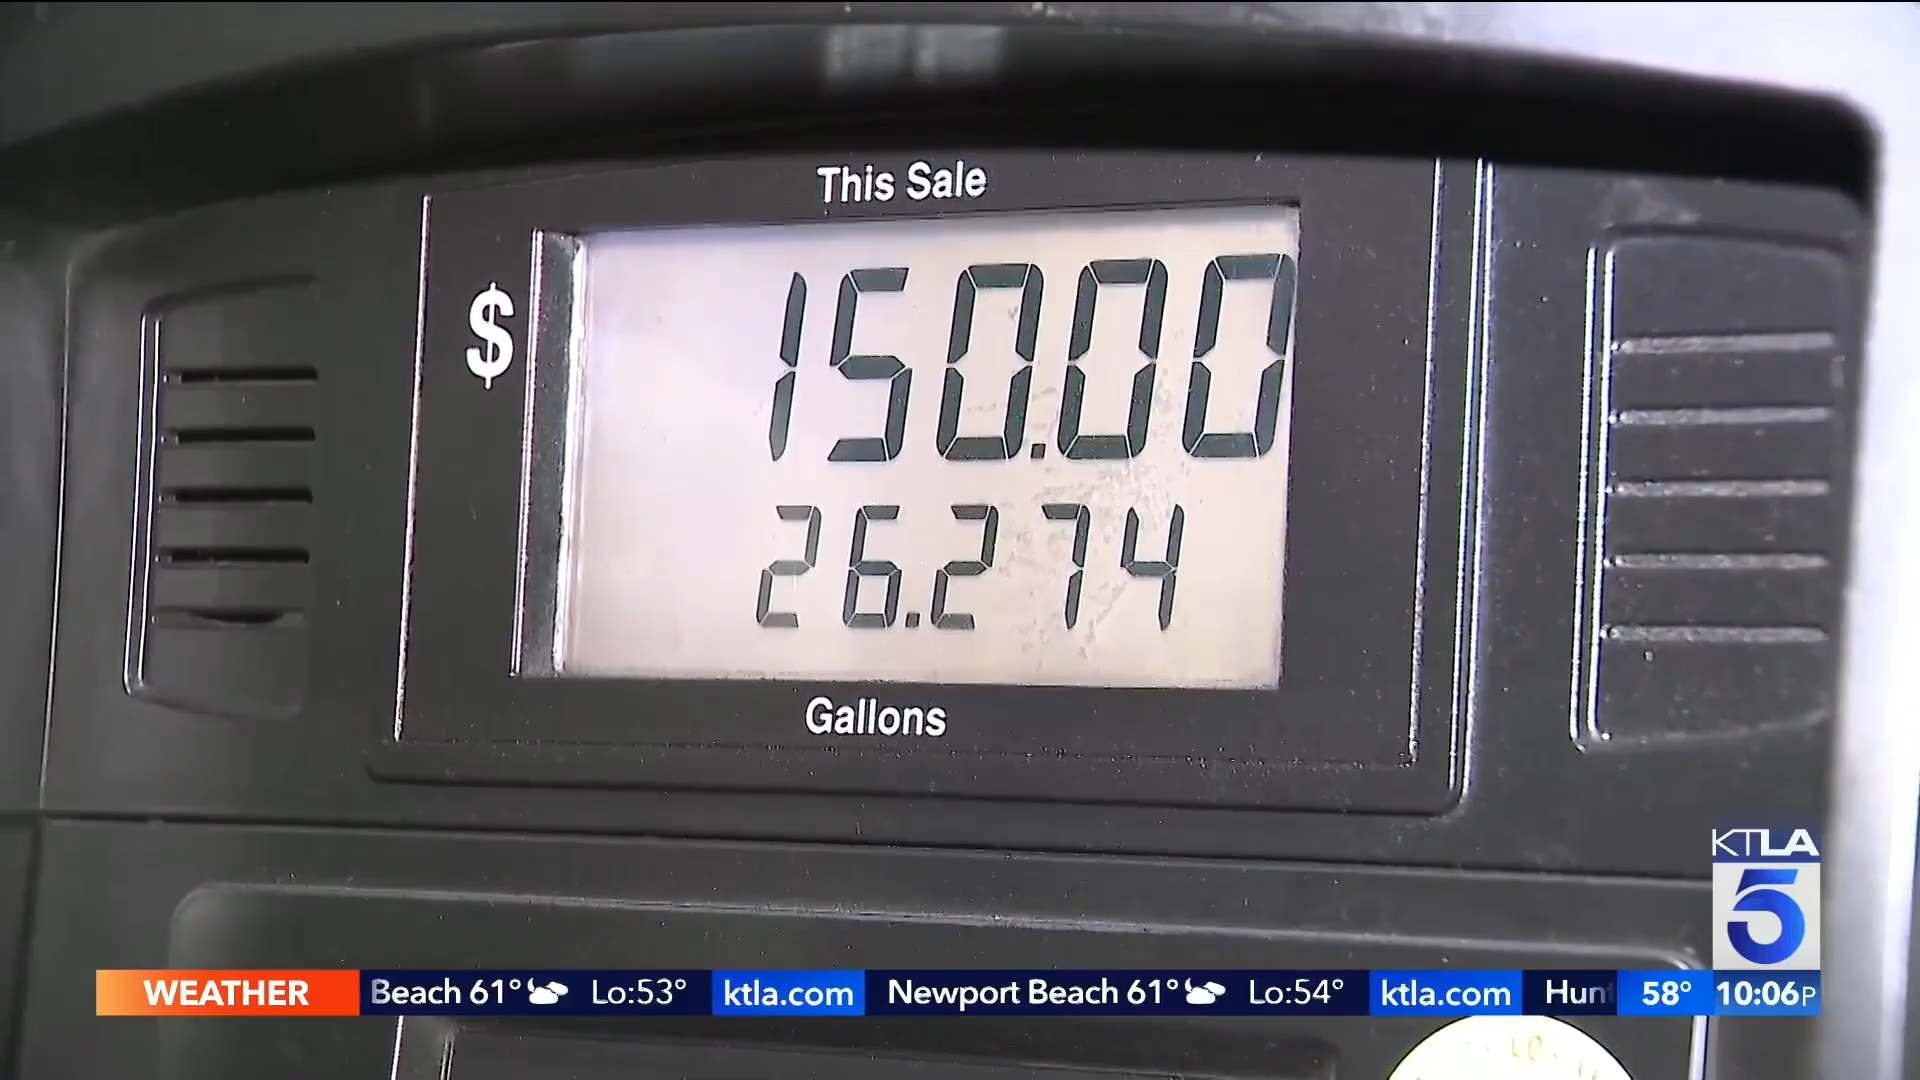 This Sale
$ 150.00
26.274
Gallons
KTLA
5
WEATHER Beach 61° Lo:53° ktla.com Newport Beach 61° Lo:54° ktla.com 58° 10:06P